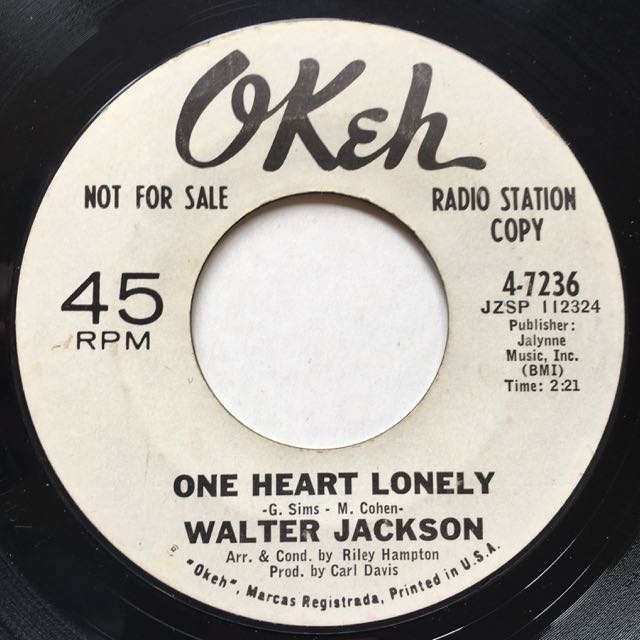 OKeh
NOT FOR SALE
RADIO STATION
COPY
45
RPM
4-7236
JZSP 112324
Publisher:
Jalynne
Music, Inc.
(BMI)
Time: 2:21
ONE HEART LONELY
-G. Sims - M. Cohen-
WALTER JACKSON
Arr. & Cond. by Riley Hampton
Prod. by Carl Davis
"Okeh", Marcas Registrada, Printed in U.S.A.